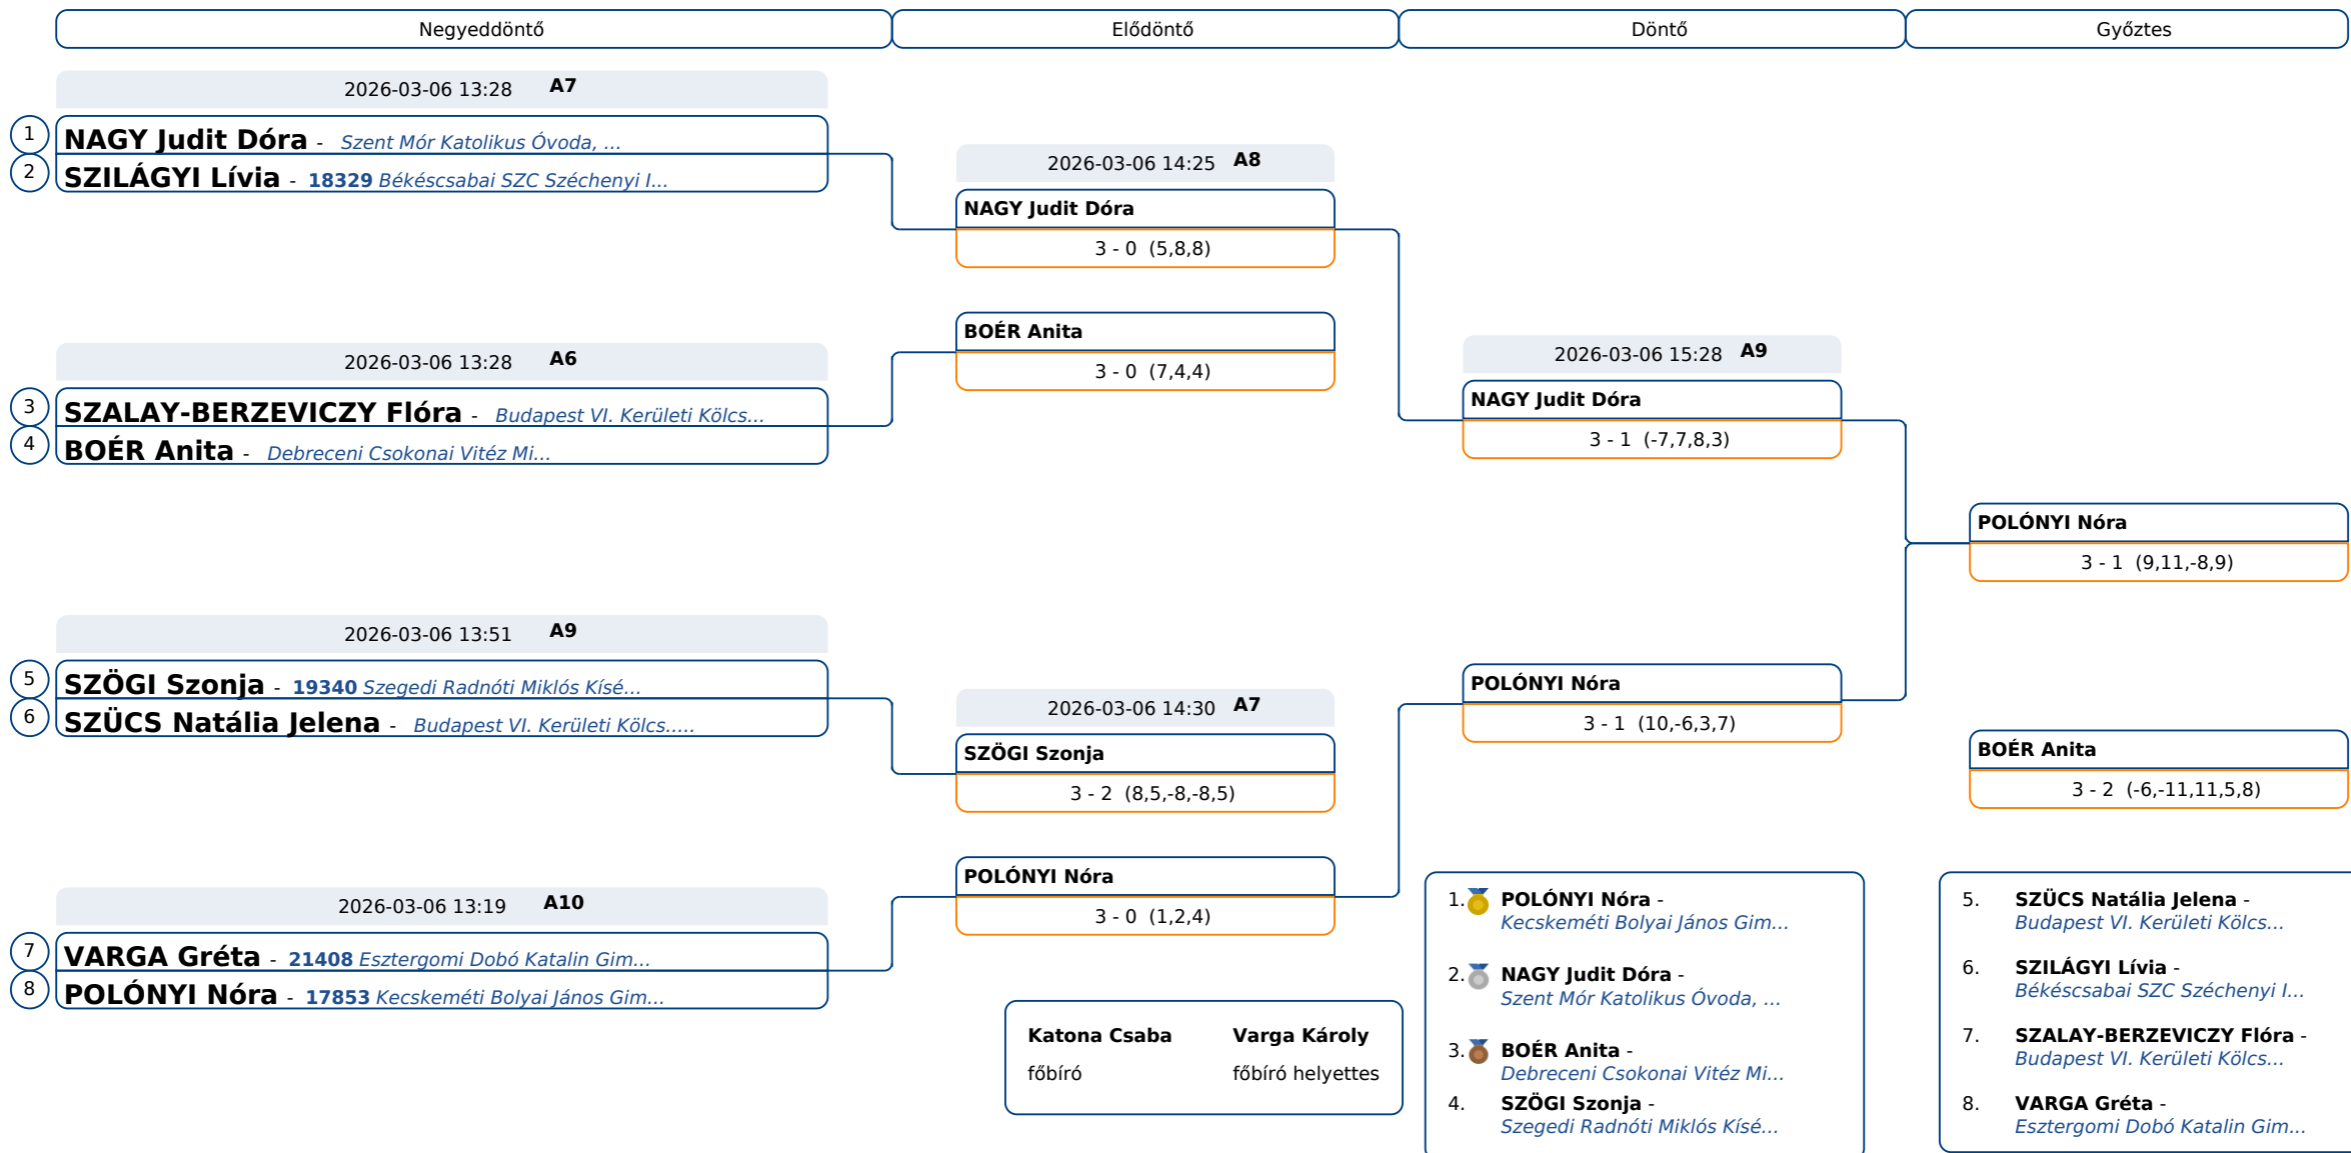 Negyeddöntő
Elődöntő
Döntő
Győztes
2026-03-06 13:28 A7
1 NAGY Judit Dóra - Szent Mór Katolikus Óvoda, ...
2 SZILÁGYI Lívia - 18329 Békéscsabai SZC Széchenyi I...
2026-03-06 13:28 A6
3 SZALAY-BERZEVICZY Flóra - Budapest VI. Kerületi Kölcs...
4 BOÉR Anita - Debreceni Csokonai Vitéz Mi...
2026-03-06 13:51 A9
5 SZÖGI Szonja - 19340 Szegedi Radnóti Miklós Kísé...
6 SZÜCS Natália Jelena - Budapest VI. Kerületi Kölcs.....
2026-03-06 13:19 A10
7 VARGA Gréta - 21408 Esztergomi Dobó Katalin Gim...
8 POLÓNYI Nóra - 17853 Kecskeméti Bolyai János Gim...
2026-03-06 14:25 A8
NAGY Judit Dóra
3 - 0 (5,8,8)
BOÉR Anita
3 - 0 (7,4,4)
2026-03-06 14:30 A7
SZÖGI Szonja
3 - 2 (8,5,-8,-8,5)
POLÓNYI Nóra
3 - 0 (1,2,4)
2026-03-06 15:28 A9
NAGY Judit Dóra
3 - 1 (-7,7,8,3)
POLÓNYI Nóra
3 - 1 (10,-6,3,7)
POLÓNYI Nóra
3 - 1 (9,11,-8,9)
BOÉR Anita
3 - 2 (-6,-11,11,5,8)
Katona Csaba
főbíró
Varga Károly
főbíró helyettes
1. POLÓNYI Nóra -
Kecskeméti Bolyai János Gim...
2. NAGY Judit Dóra -
Szent Mór Katolikus Óvoda, ...
3. BOÉR Anita -
Debreceni Csokonai Vitéz Mi...
4. SZÖGI Szonja -
Szegedi Radnóti Miklós Kísé...
5. SZÜCS Natália Jelena -
Budapest VI. Kerületi Kölcs...
6. SZILÁGYI Lívia -
Békéscsabai SZC Széchenyi I...
7. SZALAY-BERZEVICZY Flóra -
Budapest VI. Kerületi Kölcs...
8. VARGA Gréta -
Esztergomi Dobó Katalin Gim...